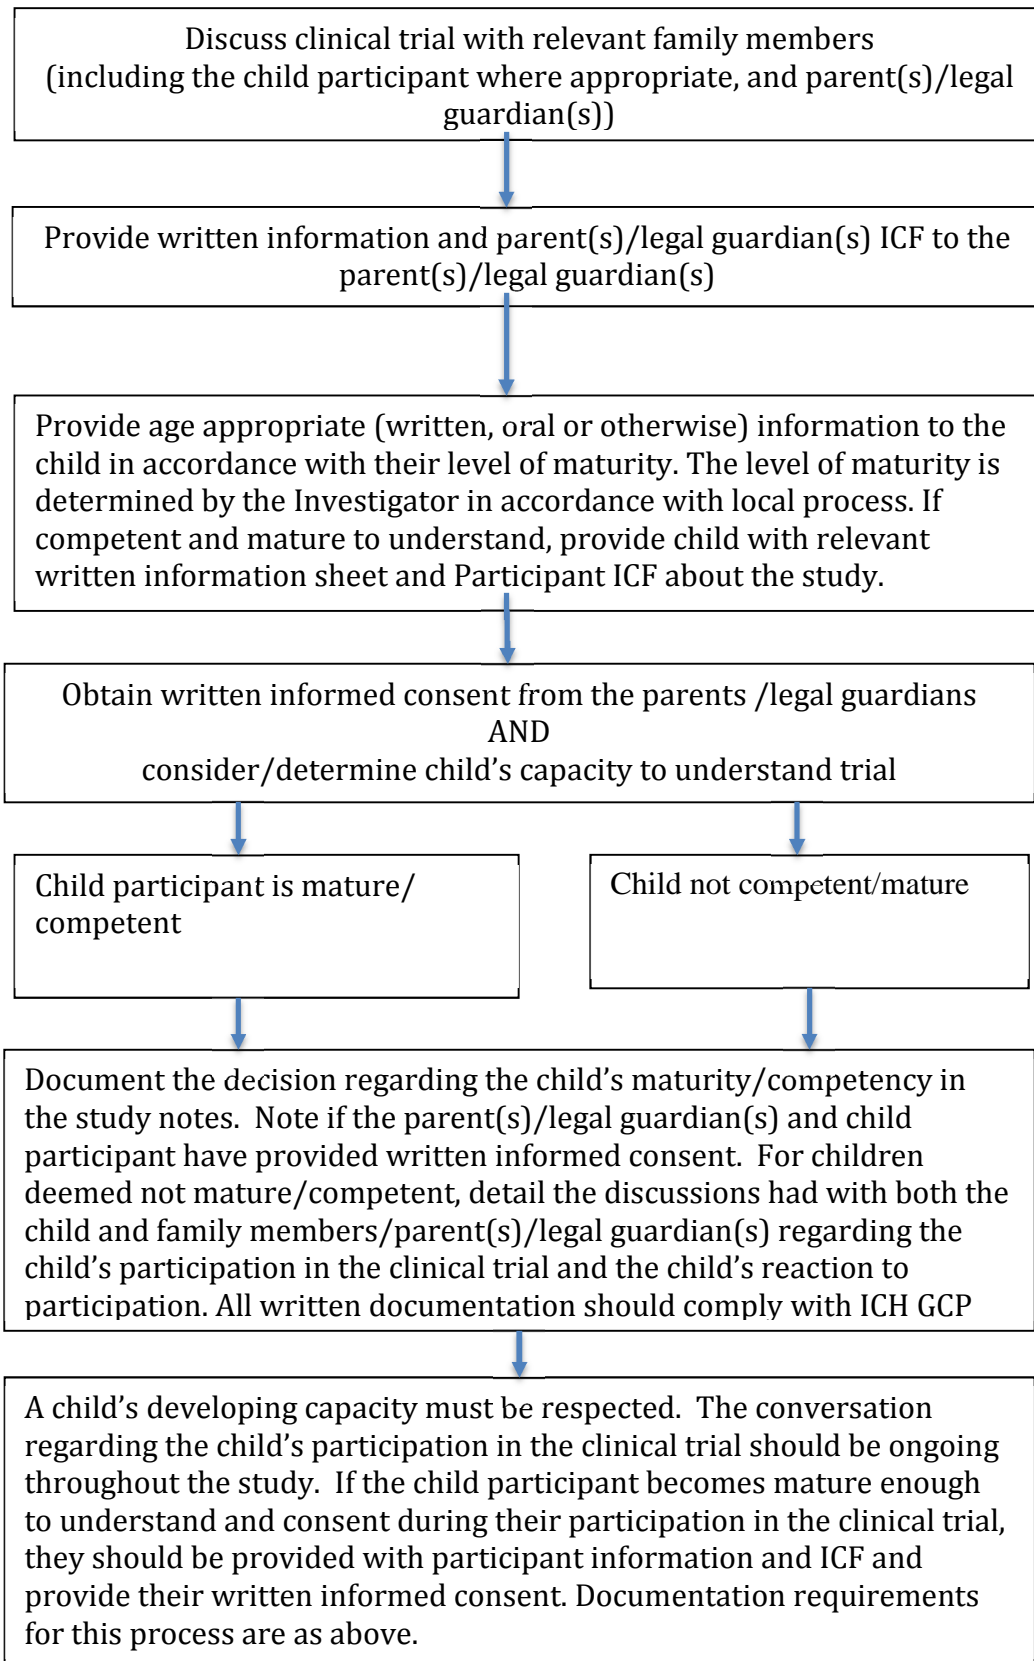 Discuss clinical trial with relevant family members
(including the child participant where appropriate, and parent(s)/legal
guardian(s))
Provide written information and parent(s)/legal guardian(s) ICF to the
parent(s)/legal guardian(s)
Provide age appropriate (written, oral or otherwise) information to the
child in accordance with their level of maturity. The level of maturity is
determined by the Investigator in accordance with local process. If
competent and mature to understand, provide child with relevant
written information sheet and Participant ICF about the study.
Obtain written informed consent from the parents /legal guardians
AND
consider/determine child’s capacity to understand trial
Child participant is mature/
competent
Child not competent/mature
Document the decision regarding the child’s maturity/competency in
the study notes.  Note if the parent(s)/legal guardian(s) and child
participant have provided written informed consent.  For children
deemed not mature/competent, detail the discussions had with both the
child and family members/parent(s)/legal guardian(s) regarding the
child’s participation in the clinical trial and the child’s reaction to
participation. All written documentation should comply with ICH GCP
A child’s developing capacity must be respected.  The conversation
regarding the child’s participation in the clinical trial should be ongoing
throughout the study.  If the child participant becomes mature enough
to understand and consent during their participation in the clinical trial,
they should be provided with participant information and ICF and
provide their written informed consent. Documentation requirements
for this process are as above.